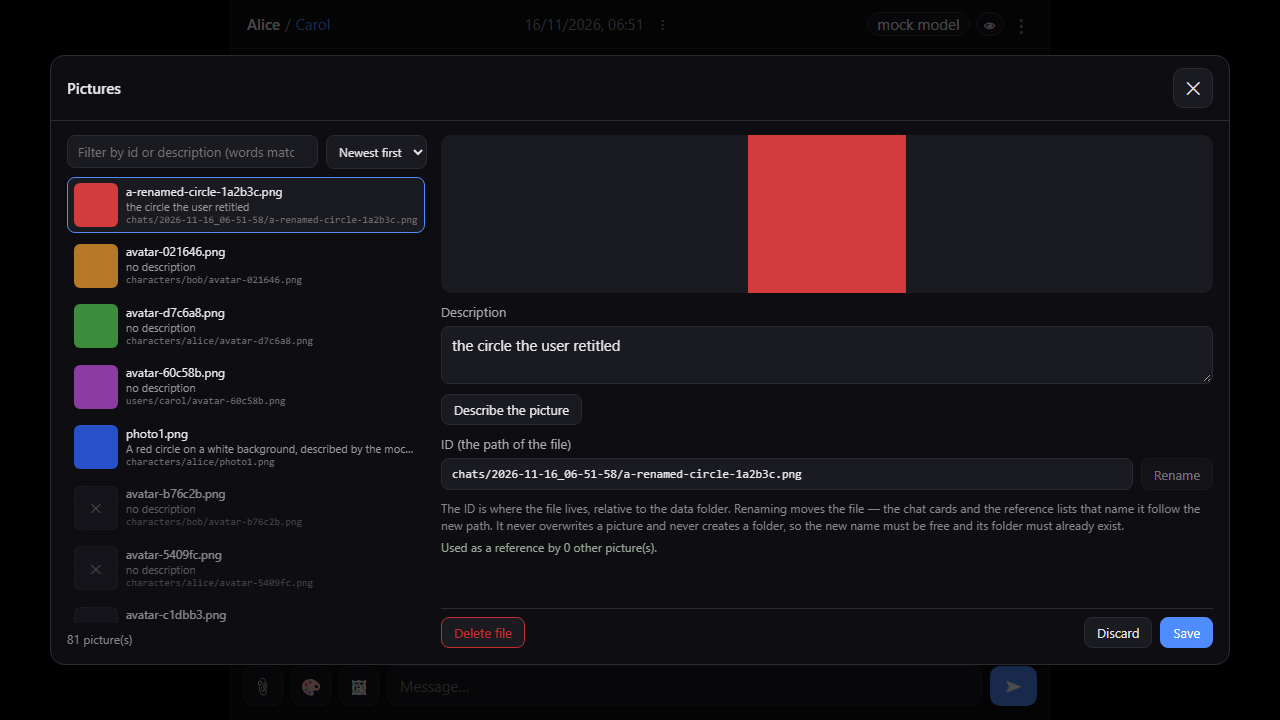 Alice / Carol
16/11/2026, 06:51
mock model
Pictures
Filter by id or description (words matc
Newest first
a-renamed-circle-1a2b3c.png
the circle the user retitled
chats/2026-11-16_06-51-58/a-renamed-circle-1a2b3c.png
avatar-021646.png
no description
characters/bob/avatar-021646.png
avatar-d7c6a8.png
no description
characters/alice/avatar-d7c6a8.png
avatar-60c58b.png
no description
users/carol/avatar-60c58b.png
photo1.png
A red circle on a white background, described by the moc...
characters/alice/photo1.png
avatar-b76c2b.png
no description
characters/bob/avatar-b76c2b.png
avatar-5409fc.png
no description
characters/alice/avatar-5409fc.png
avatar-c1dbb3.png
81 picture(s)
Description
the circle the user retitled
Describe the picture
ID (the path of the file)
chats/2026-11-16_06-51-58/a-renamed-circle-1a2b3c.png
Rename
The ID is where the file lives, relative to the data folder. Renaming moves the file — the chat cards and the reference lists that name it follow the
new path. It never overwrites a picture and never creates a folder, so the new name must be free and its folder must already exist.
Used as a reference by 0 other picture(s).
Delete file
Discard
Save
Message...